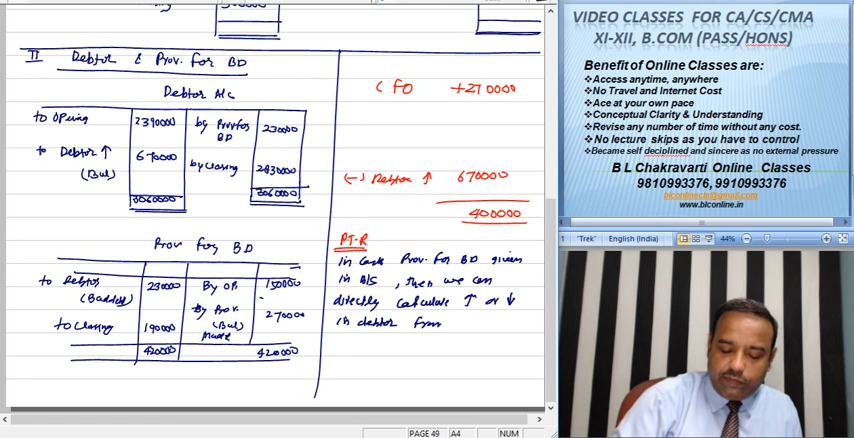 II Debtor & Prov. for BD
Debtor A/c
to Opening 2390000 by Prov for BD 230000
to Debtor ↑ (Bal) 670000 by closing 2830000
3060000 3060000
Prov for BD
to Debtor (Baddebt) 230000 By OP. 150000
to Closing 190000 By Prov. (Bal) Made 270000
420000 420000
CFO +270000
(-) Debtor ↑ 670000
400000
PT-R
in case Prov. for BD given
in B/S, then we can
directly calculate ↑ or ↓
in debtor from
VIDEO CLASSES FOR CA/CS/CMA
XI-XII, B.COM (PASS/HONS)
Benefit of Online Classes are:
❖Access anytime, anywhere
❖No Travel and Internet Cost
❖Ace at your own pace
❖Conceptual Clarity & Understanding
❖Revise any number of time without any cost.
❖No lecture skips as you have to control
❖Became self deciplined and sincere as no external pressure
B L Chakravarti Online Classes
9810993376, 9910993376
www.blconline.in
1 "Trek" English (India) 44%
PAGE 49 A4 NUM